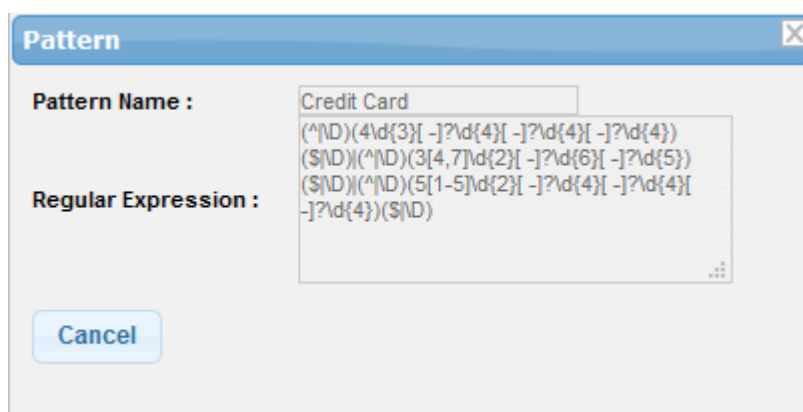 Pattern
Pattern Name :
Credit Card
Regular Expression :
(^|\D)(4\d{3}[ -]?\d{4}[ -]?\d{4}[ -]?\d{4})
($|\D)|(^|\D)(3[4,7]\d{2}[ -]?\d{6}[ -]?\d{5})
($|\D)|(^|\D)(5[1-5]\d{2}[ -]?\d{4}[ -]?\d{4}[
-]?\d{4})($|\D)
Cancel